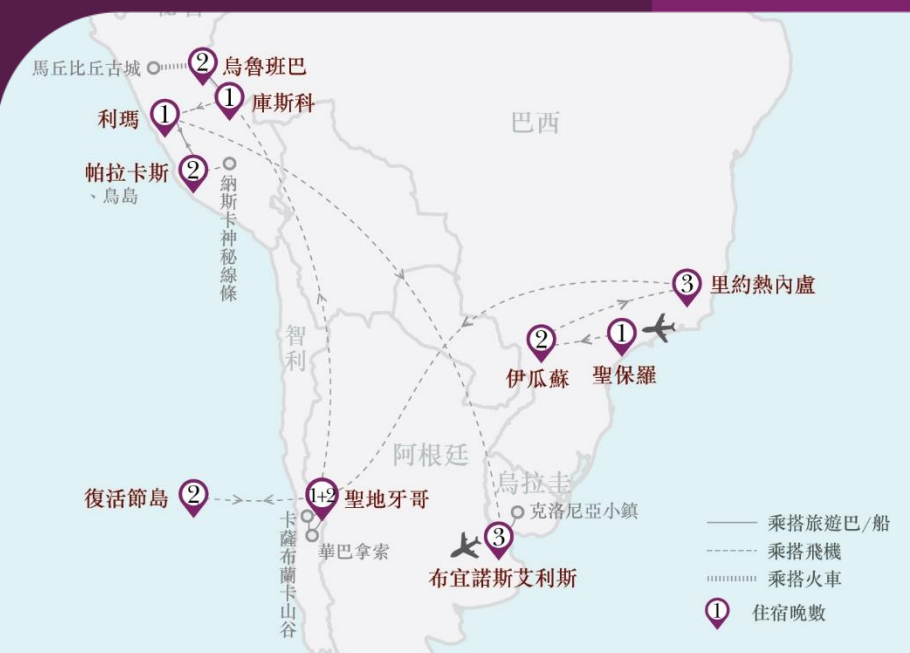 馬丘比丘古城
2
烏魯班巴
1
庫斯科
利瑪
1
巴西
帕拉卡斯
、鳥島
2
納斯卡神秘線條
3
里約熱內盧
智利
2
伊瓜蘇
1
聖保羅
阿根廷
烏拉圭
復活節島
2
1+2
聖地牙哥
克洛尼亞小鎮
卡薩布蘭卡山谷
華巴拿索
3
布宜諾斯艾利斯
乘搭旅遊巴/船
乘搭飛機
乘搭火車
1
住宿晚數